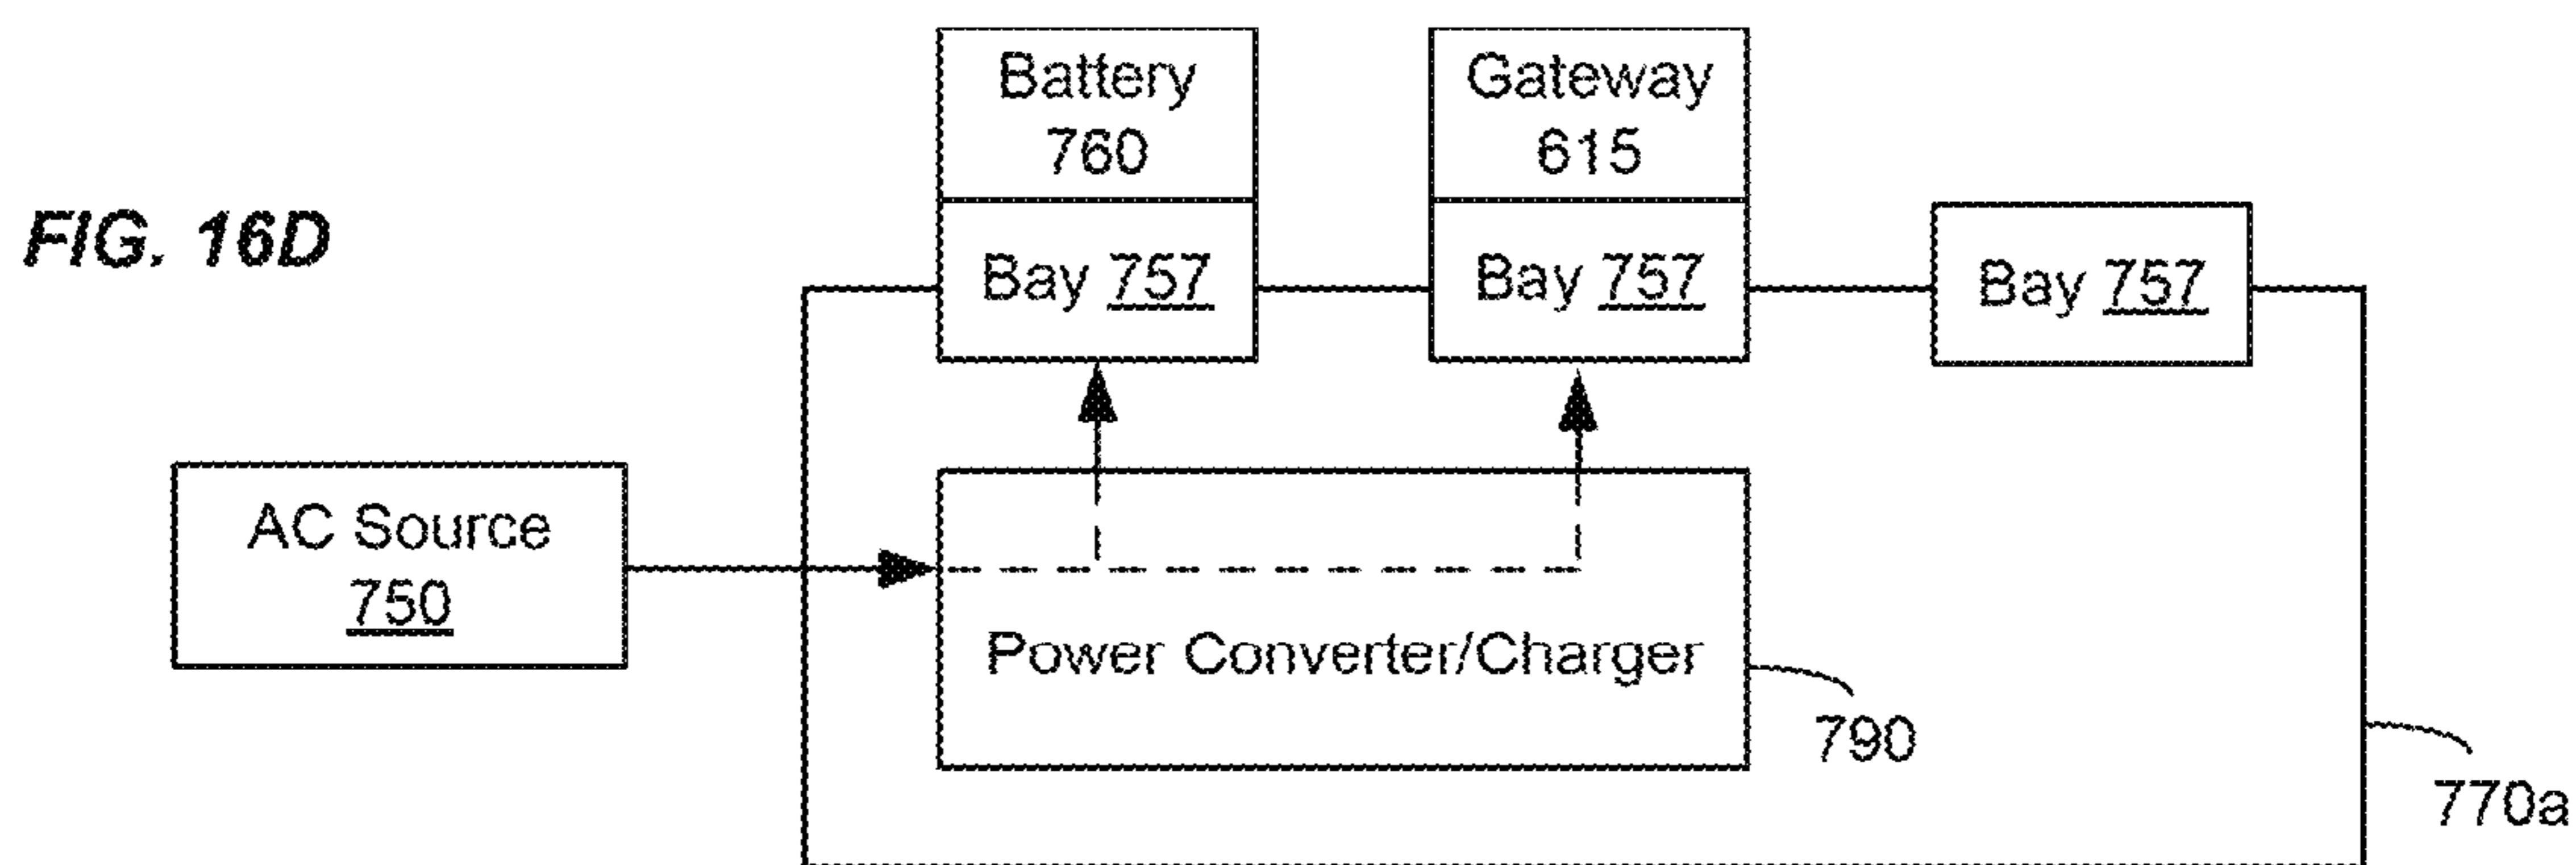 FIG. 16D
Battery
760
Bay 757
Gateway
615
Bay 757
Bay 757
AC Source
750
Power Converter/Charger
790
770a